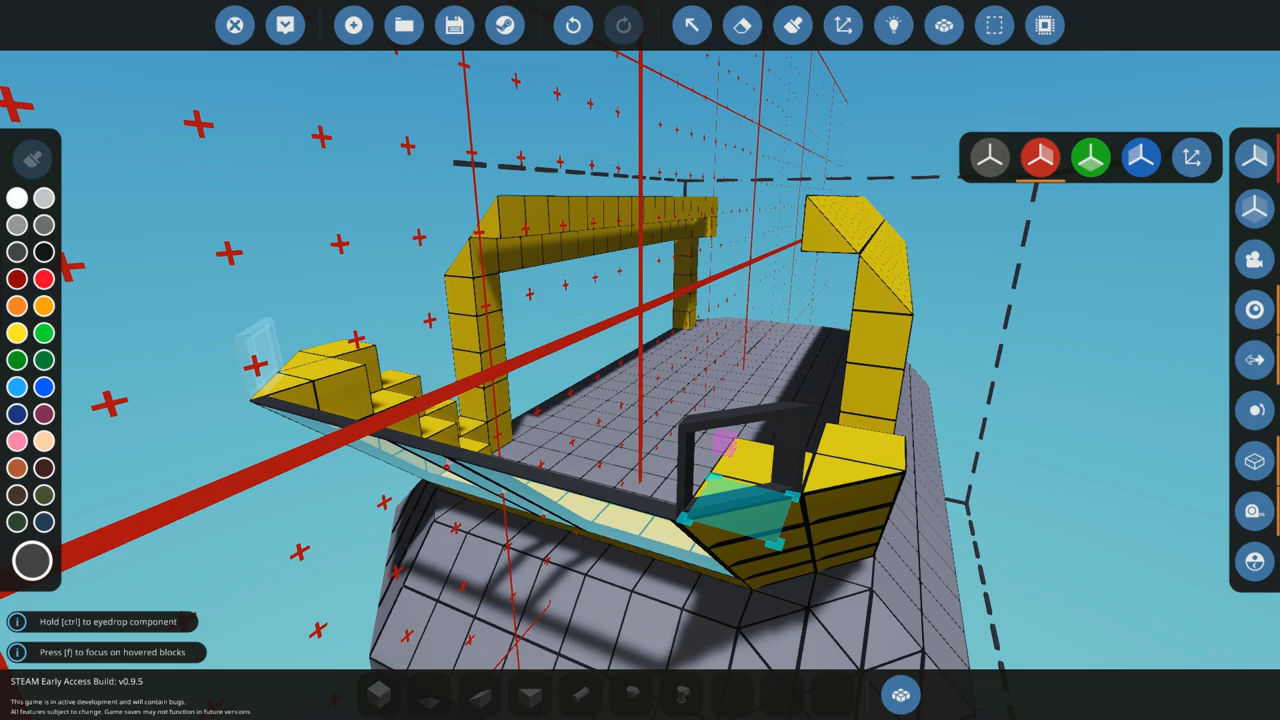 Hold [ctrl] to eyedrop component
Press [f] to focus on hovered blocks
STEAM Early Access Build: v0.9.5
This game is in active development and will contain bugs.
All features subject to change. Game saves may not function in future versions.